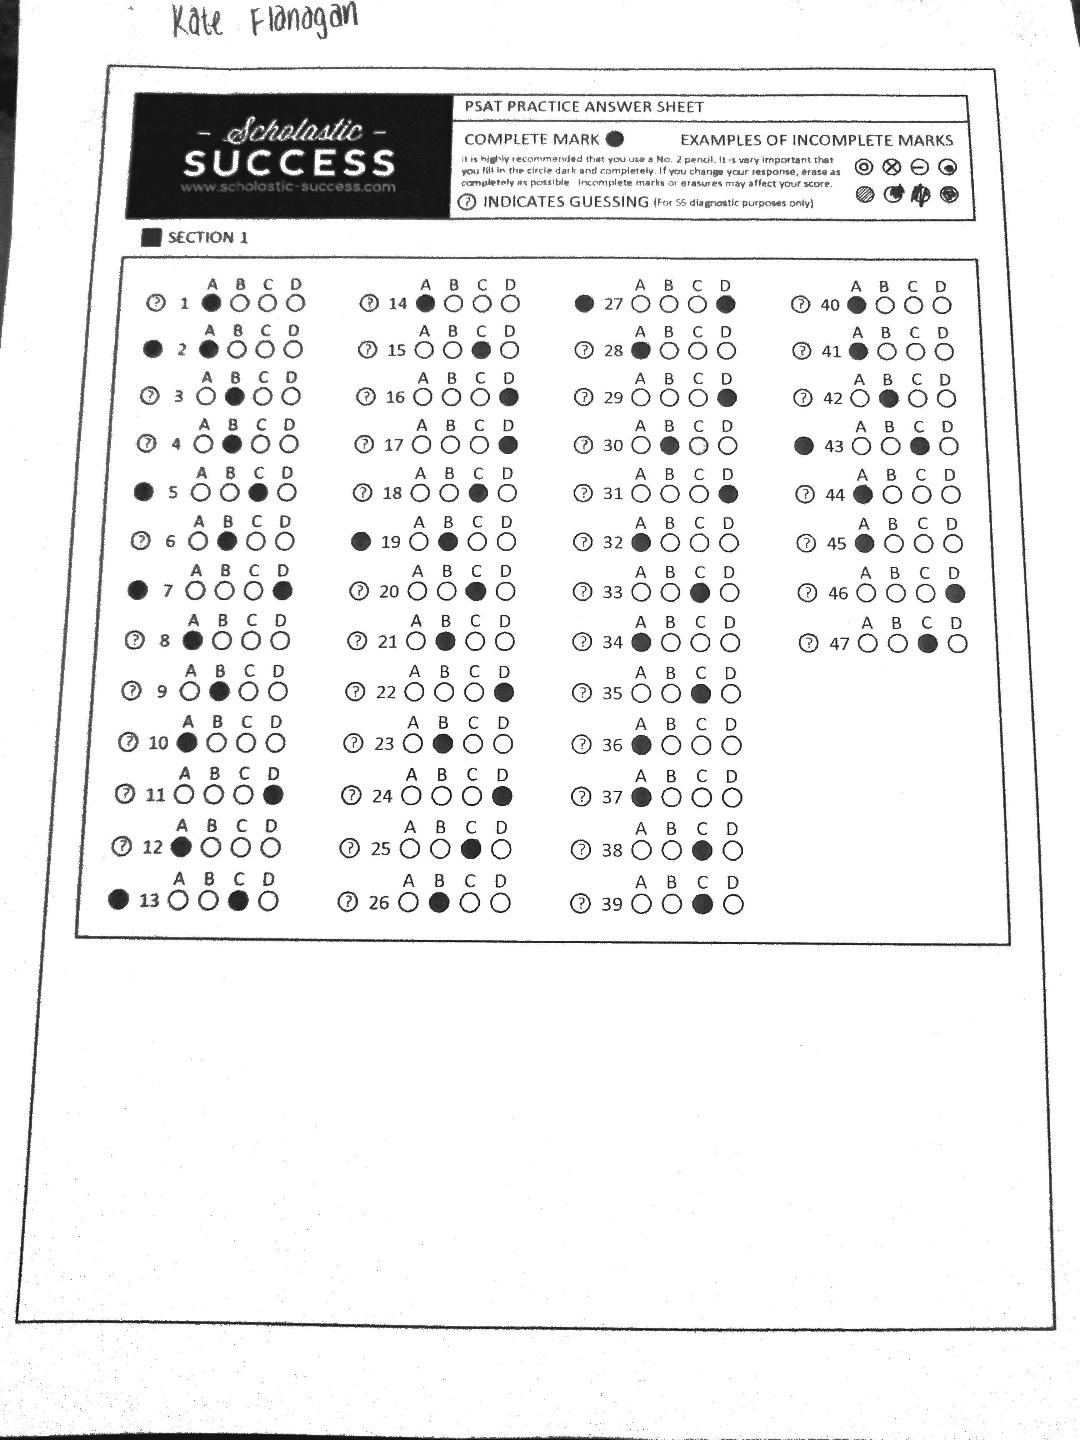 Kate Flanagan
- Scholastic -
SUCCESS
www.scholastic-success.com
PSAT PRACTICE ANSWER SHEET
COMPLETE MARK EXAMPLES OF INCOMPLETE MARKS
It is highly recommended that you use a No. 2 pencil. It is very important that
you fill in the circle dark and completely. If you change your response, erase as
completely as possible. Incomplete marks or erasures may affect your score.
? INDICATES GUESSING (For SS diagnostic purposes only)
SECTION 1
A B C D A B C D A B C D A B C D
? 1 ? 14 27 ? 40
A B C D A B C D A B C D A B C D
2 ? 15 ? 28 ? 41
A B C D A B C D A B C D A B C D
? 3 ? 16 ? 29 ? 42
A B C D A B C D A B C D A B C D
? 4 ? 17 ? 30 43
A B C D A B C D A B C D A B C D
5 ? 18 ? 31 ? 44
A B C D A B C D A B C D A B C D
? 6 19 ? 32 ? 45
A B C D A B C D A B C D A B C D
7 ? 20 ? 33 ? 46
A B C D A B C D A B C D A B C D
? 8 ? 21 ? 34 ? 47
A B C D A B C D A B C D
? 9 ? 22 ? 35
A B C D A B C D A B C D
? 10 ? 23 ? 36
A B C D A B C D A B C D
? 11 ? 24 ? 37
A B C D A B C D A B C D
? 12 ? 25 ? 38
A B C D A B C D A B C D
13 ? 26 ? 39